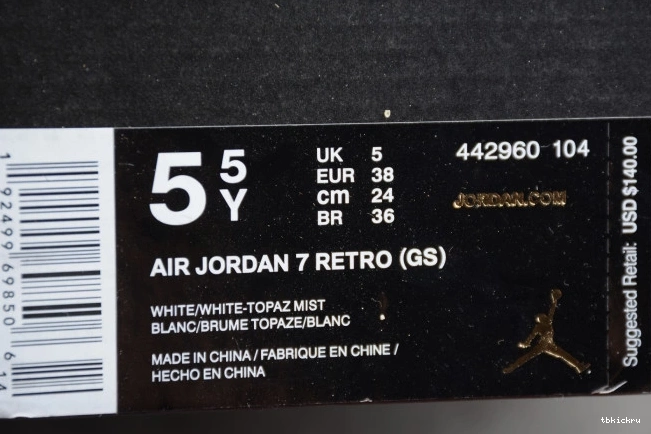 1 92499 69850 614
5 5 Y
UK 5
EUR 38
cm 24
BR 36
442960 104
JORDAN.COM
AIR JORDAN 7 RETRO (GS)
WHITE/WHITE-TOPAZ MIST
BLANC/BRUME TOPAZE/BLANC
MADE IN CHINA / FABRIQUE EN CHINE /
HECHO EN CHINA
Suggested Retail: USD $140.00
tbkickru